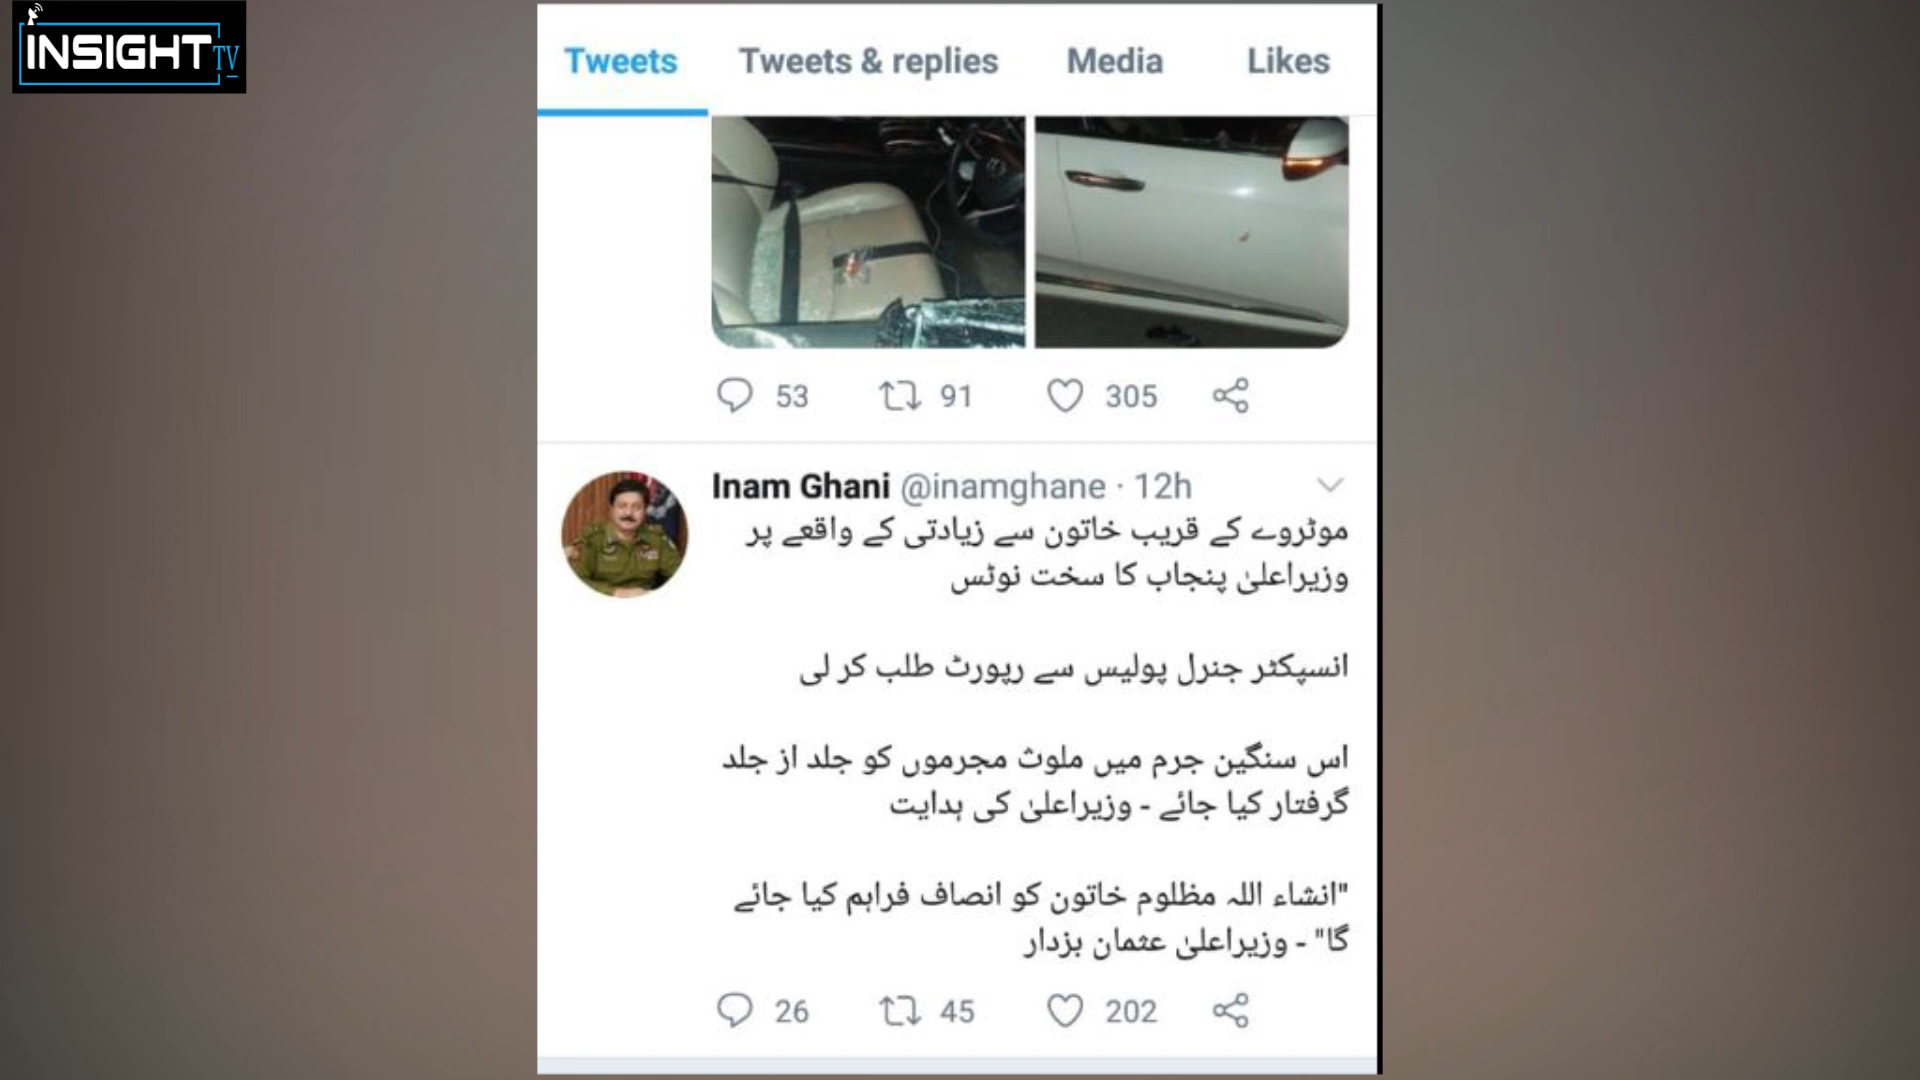 INSIGHT TV
Tweets Tweets & replies Media Likes
53 91 305
Inam Ghani @inamghane · 12h
موٹروے کے قریب خاتون سے زیادتی کے واقعے پر
وزیراعلیٰ پنجاب کا سخت نوٹس
انسپکٹر جنرل پولیس سے رپورٹ طلب کر لی
اس سنگین جرم میں ملوث مجرموں کو جلد از جلد
گرفتار کیا جائے - وزیراعلیٰ کی ہدایت
"انشاء اللہ مظلوم خاتون کو انصاف فراہم کیا جائے
گا" - وزیراعلیٰ عثمان بزدار
26 45 202